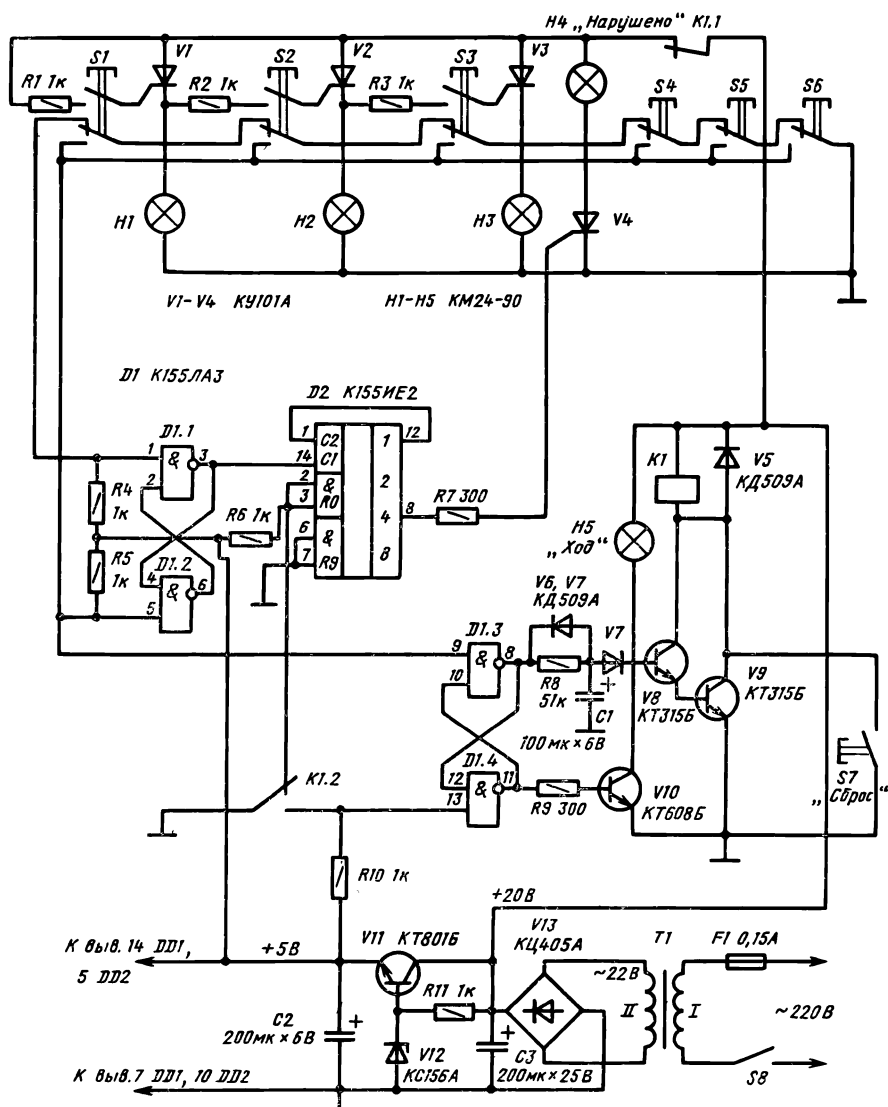 H4 „Нарушено" K1.1
S1
V1
S2
V2
S3
V3
R1 1к
R2 1к
R3 1к
S4
S5
S6
H1
H2
H3
V4
V1-V4 КУ101А
H1-H5 КМ24-90
D1 К155ЛА3
D2 К155ИЕ2
D1.1
1
&
3
2
R4
1к
R5
1к
R6 1к
D1.2
4
&
6
5
1
C2
1
12
14
C1
2
&
2
3
R0
4
8
6
&
7
R9
8
R7 300
K1
V5
КД509А
H5
„Ход"
V6, V7
КД509А
D1.3
9
&
8
10
R8
51к
V7
C1
+
100мк×6В
V8
КТ315Б
V9
КТ315Б
D1.4
12
&
11
13
R9 300
V10
КТ608Б
S7
„Сброс"
K1.2
R10 1к
+20В
К выв. 14 DD1,
5 DD2
+5В
V11 КТ801Б
V13
КЦ405А
T1
F1 0,15А
~22В
R11 1к
II
I
~220В
C2
200мк×6В
+
V12
КС156А
+
C3
200мк×25В
S8
К выв.7 DD1, 10 DD2